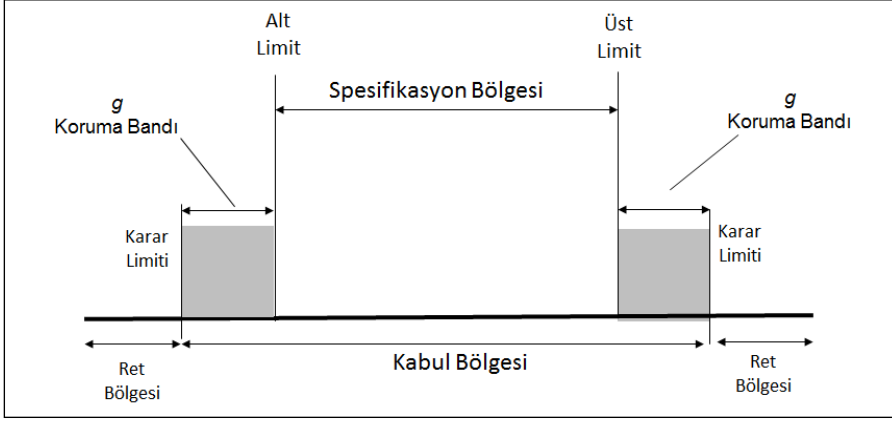 Alt
Limit
Üst
Limit
Spesifikasyon Bölgesi
g
Koruma Bandı
g
Koruma Bandı
Karar
Limiti
Karar
Limiti
Ret
Bölgesi
Kabul Bölgesi
Ret
Bölgesi